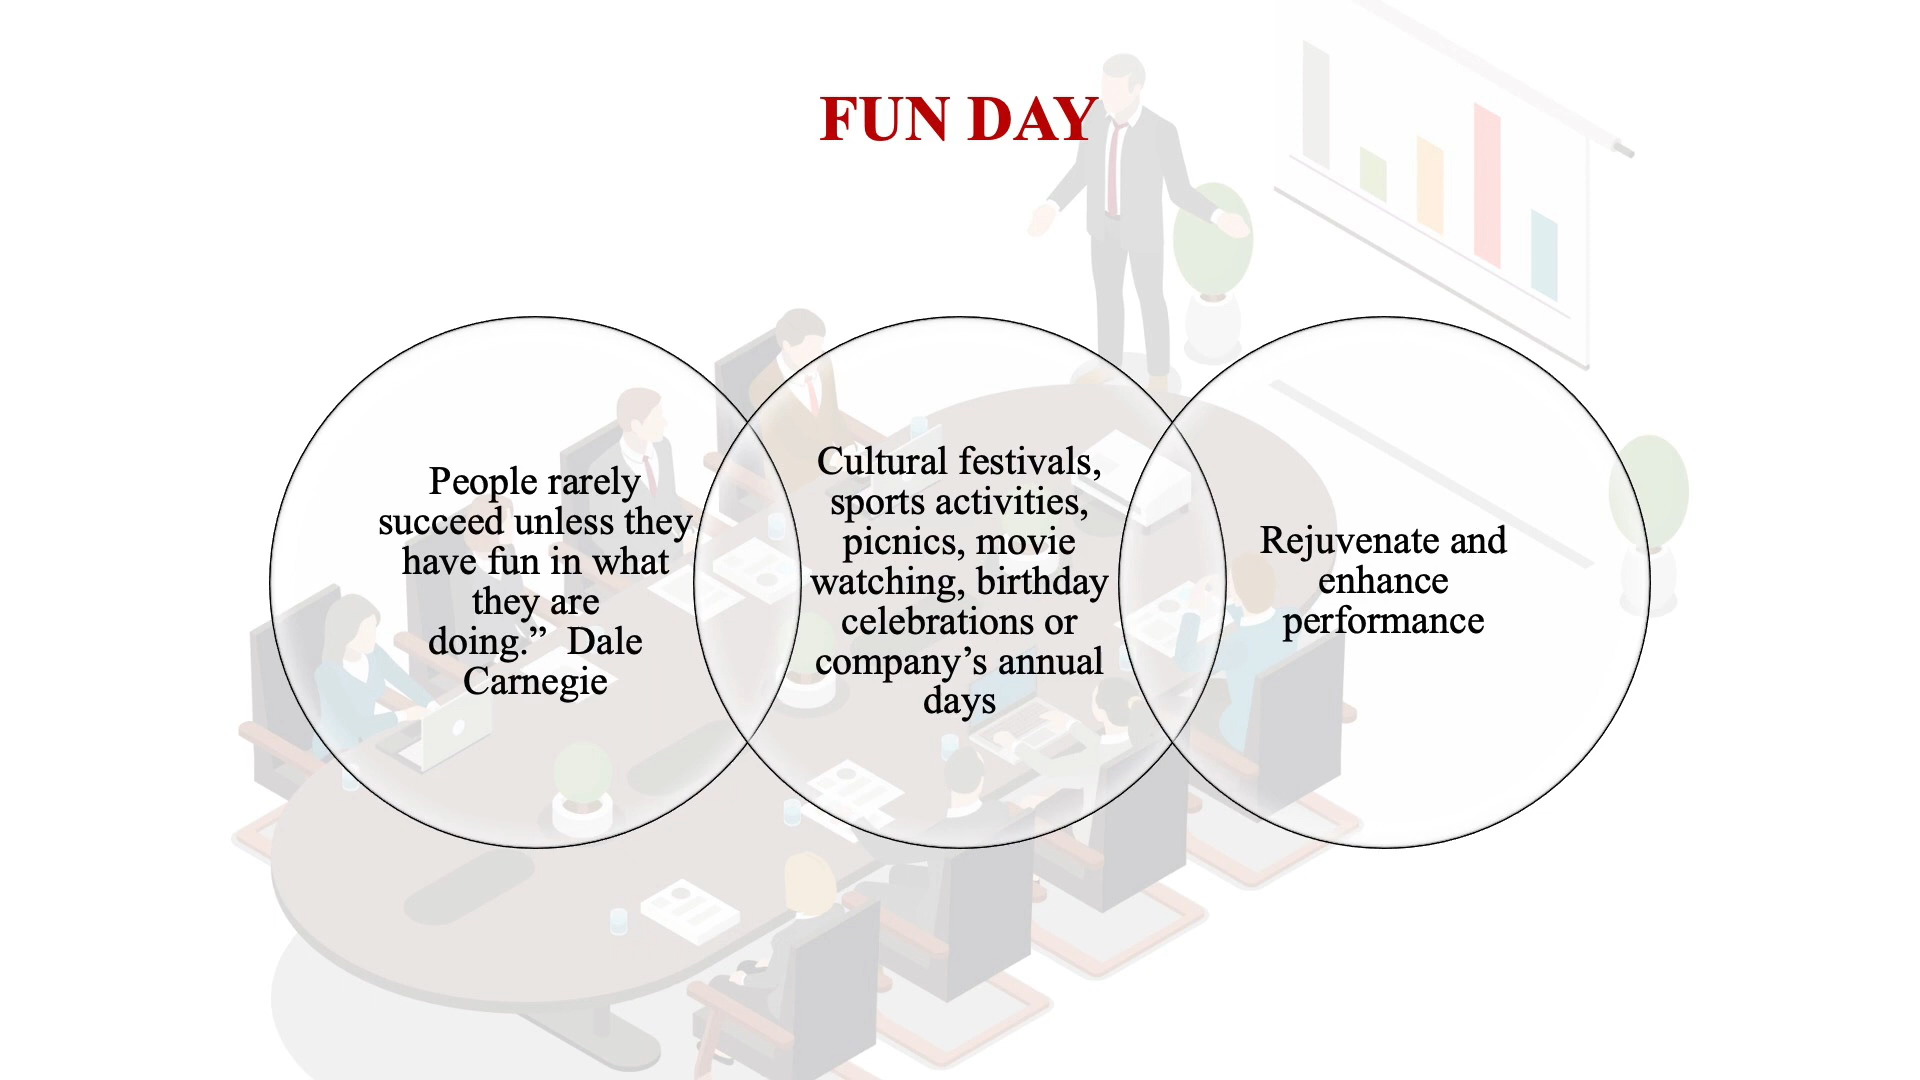 FUN DAY
People rarely
succeed unless they
have fun in what
they are
doing.”  Dale
Carnegie
Cultural festivals,
sports activities,
picnics, movie
watching, birthday
celebrations or
company’s annual
days
Rejuvenate and
enhance
performance